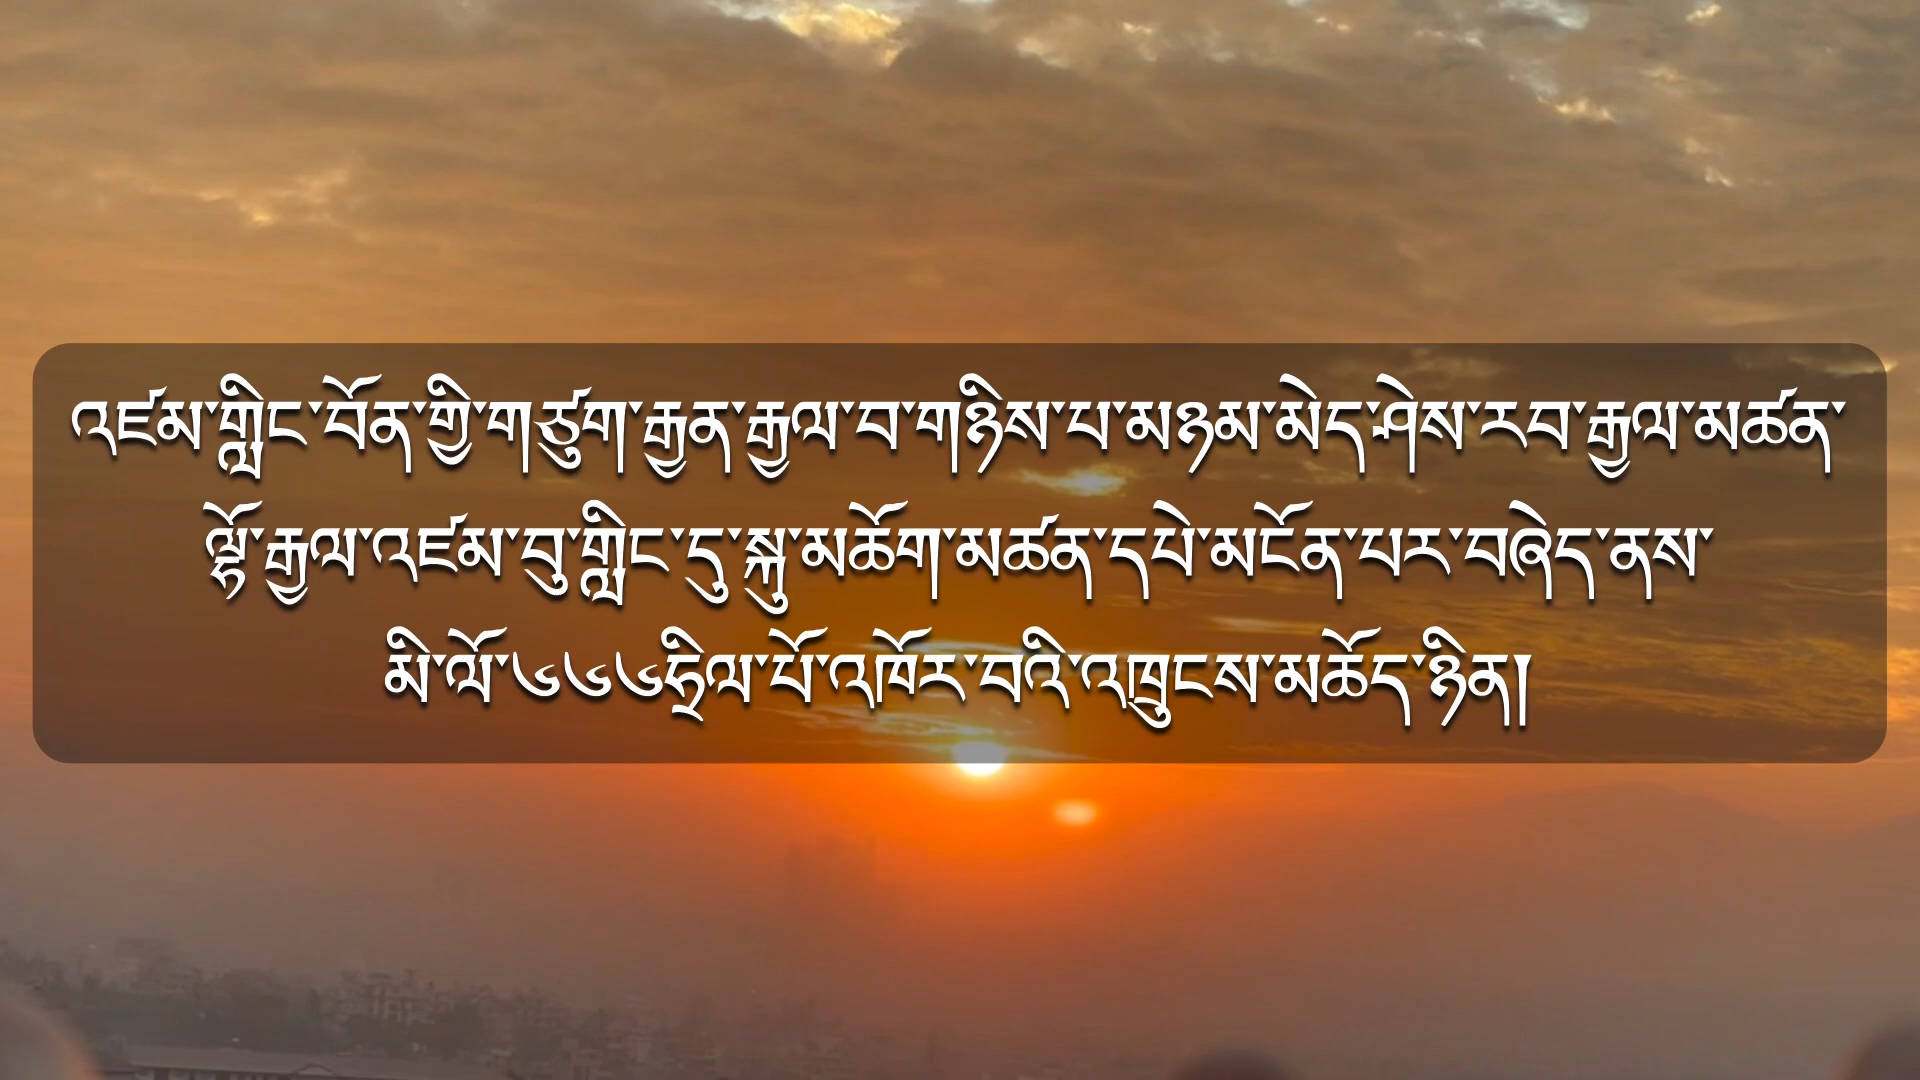 འཛམ་གླིང་བོན་གྱི་གཙུག་རྒྱན་རྒྱལ་བ་གཉིས་པ་མཉམ་མེད་ཤེས་རབ་རྒྱལ་མཚན་
ལྷོ་རྒྱལ་འཛམ་བུ་གླིང་དུ་སྐུ་མཆོག་མཚན་དཔེ་མངོན་པར་བཞེད་ནས་
མི་ལོ་༦༦༦ཧྲིལ་པོ་འཁོར་བའི་འཁྲུངས་མཆོད་ཉིན།